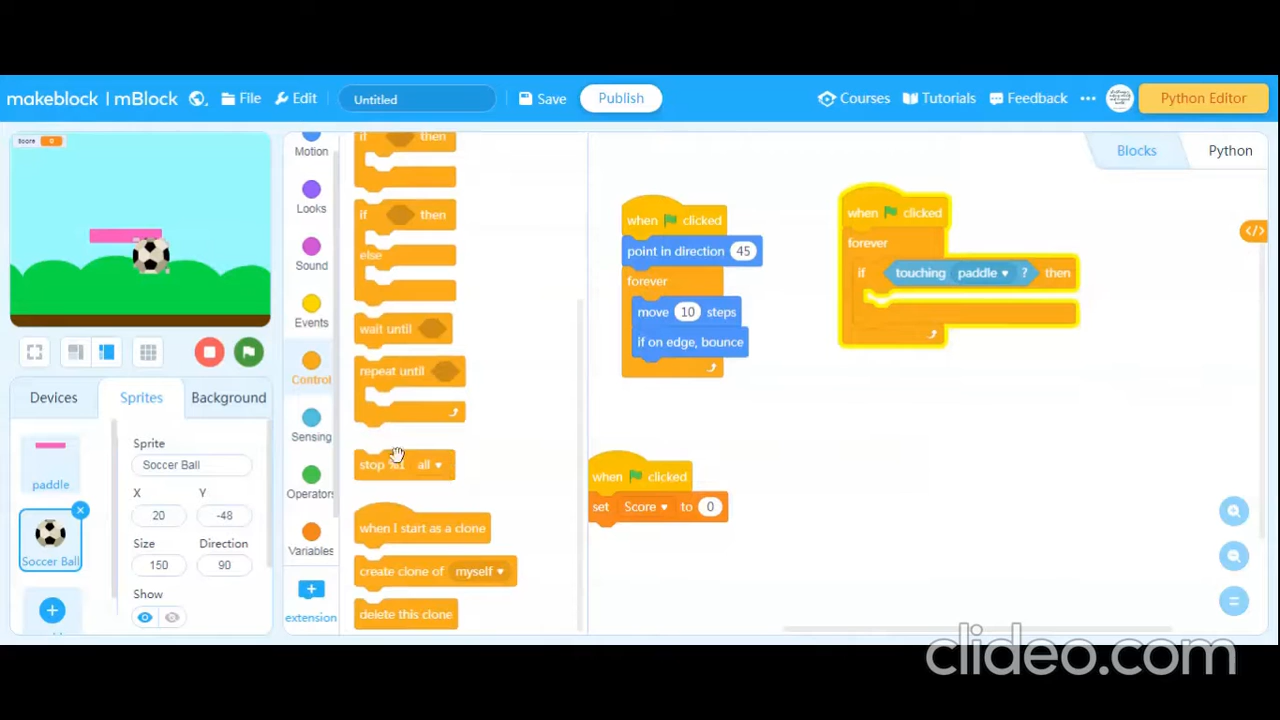 makeblock | mBlock
File
Edit
Untitled
Save
Publish
Courses
Tutorials
Feedback
Python Editor
Score 0
Devices
Sprites
Background
paddle
Soccer Ball
Sprite
Soccer Ball
X
Y
20
-48
Size
Direction
150
90
Show
Motion
Looks
Sound
Events
Control
Sensing
Operators
Variables
extension
if then
if then
else
wait until
repeat until
stop %1 all
when I start as a clone
create clone of myself
delete this clone
Blocks
Python
when clicked
point in direction 45
forever
move 10 steps
if on edge, bounce
when clicked
forever
if touching paddle ? then
when clicked
set Score to 0
</>
clideo.com